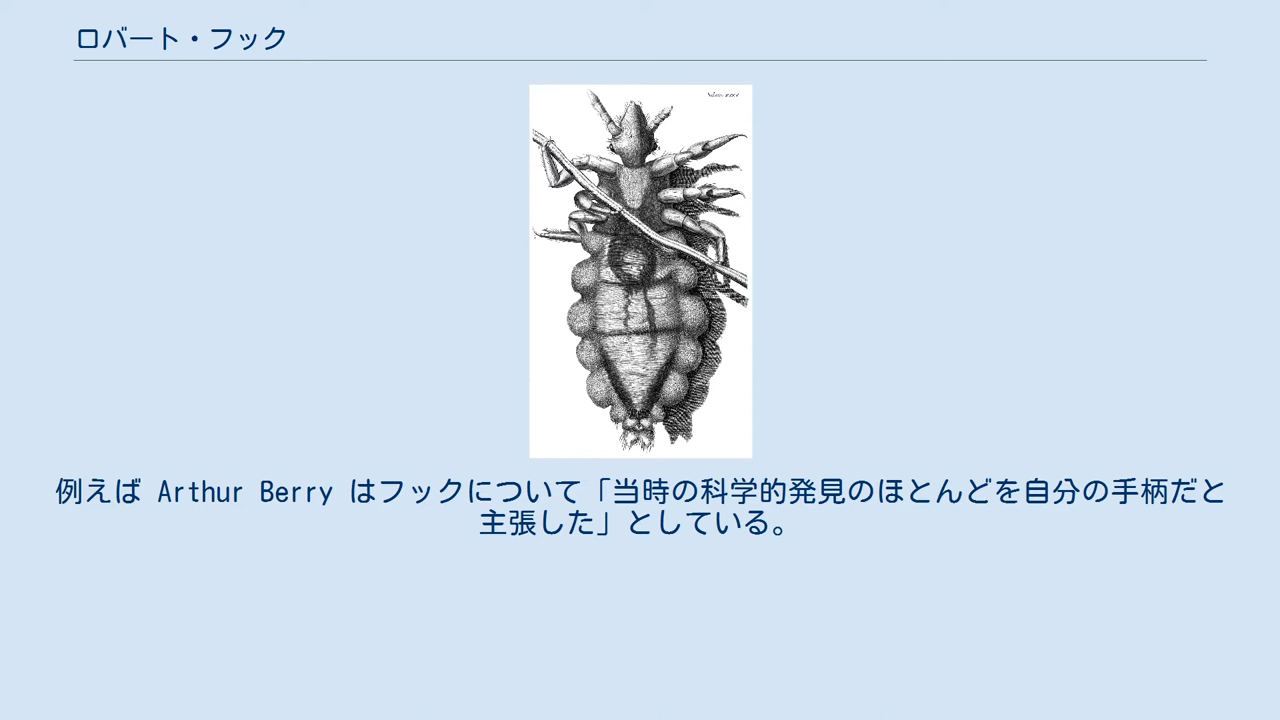 ロバート・フック
例えば Arthur Berry はフックについて「当時の科学的発見のほとんどを自分の手柄だと
主張した」としている。